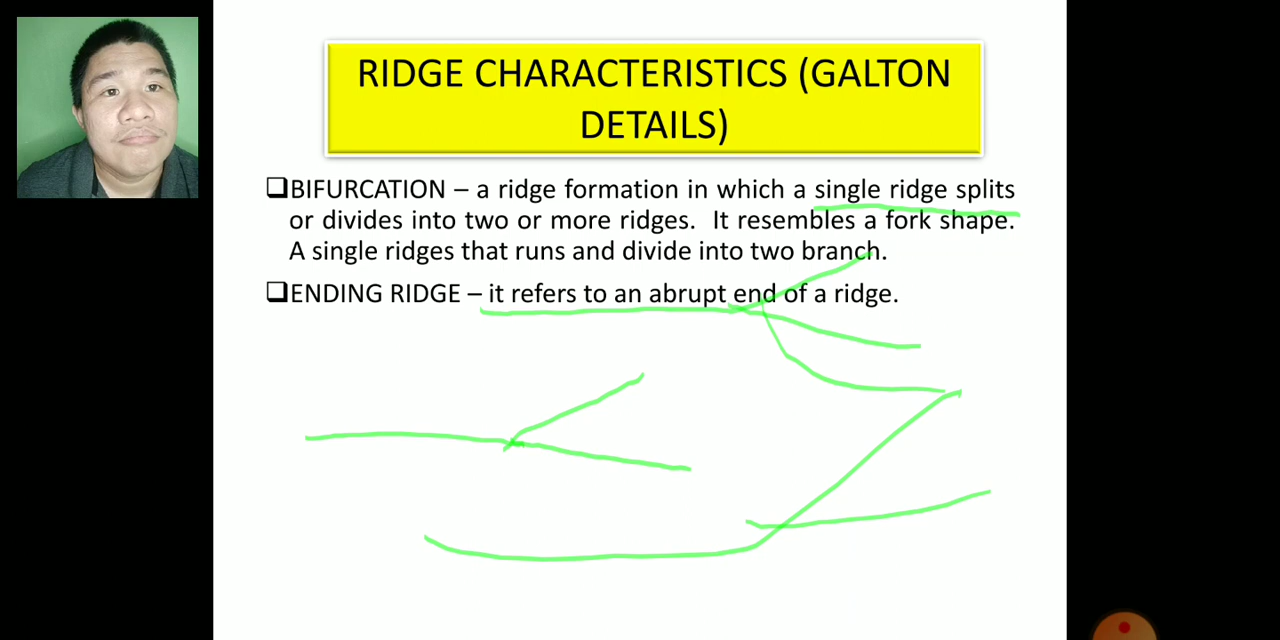 RIDGE CHARACTERISTICS (GALTON
DETAILS)
❑BIFURCATION – a ridge formation in which a single ridge splits
or divides into two or more ridges. It resembles a fork shape.
A single ridges that runs and divide into two branch.
❑ENDING RIDGE – it refers to an abrupt end of a ridge.